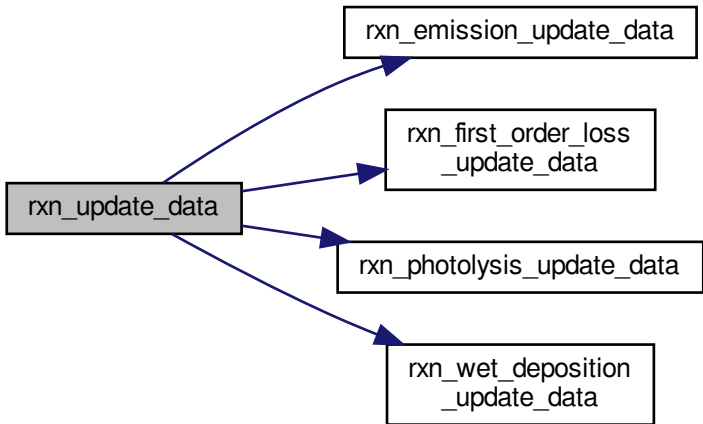 rxn_emission_update_data
rxn_first_order_loss
_update_data
rxn_update_data
rxn_photolysis_update_data
rxn_wet_deposition
_update_data